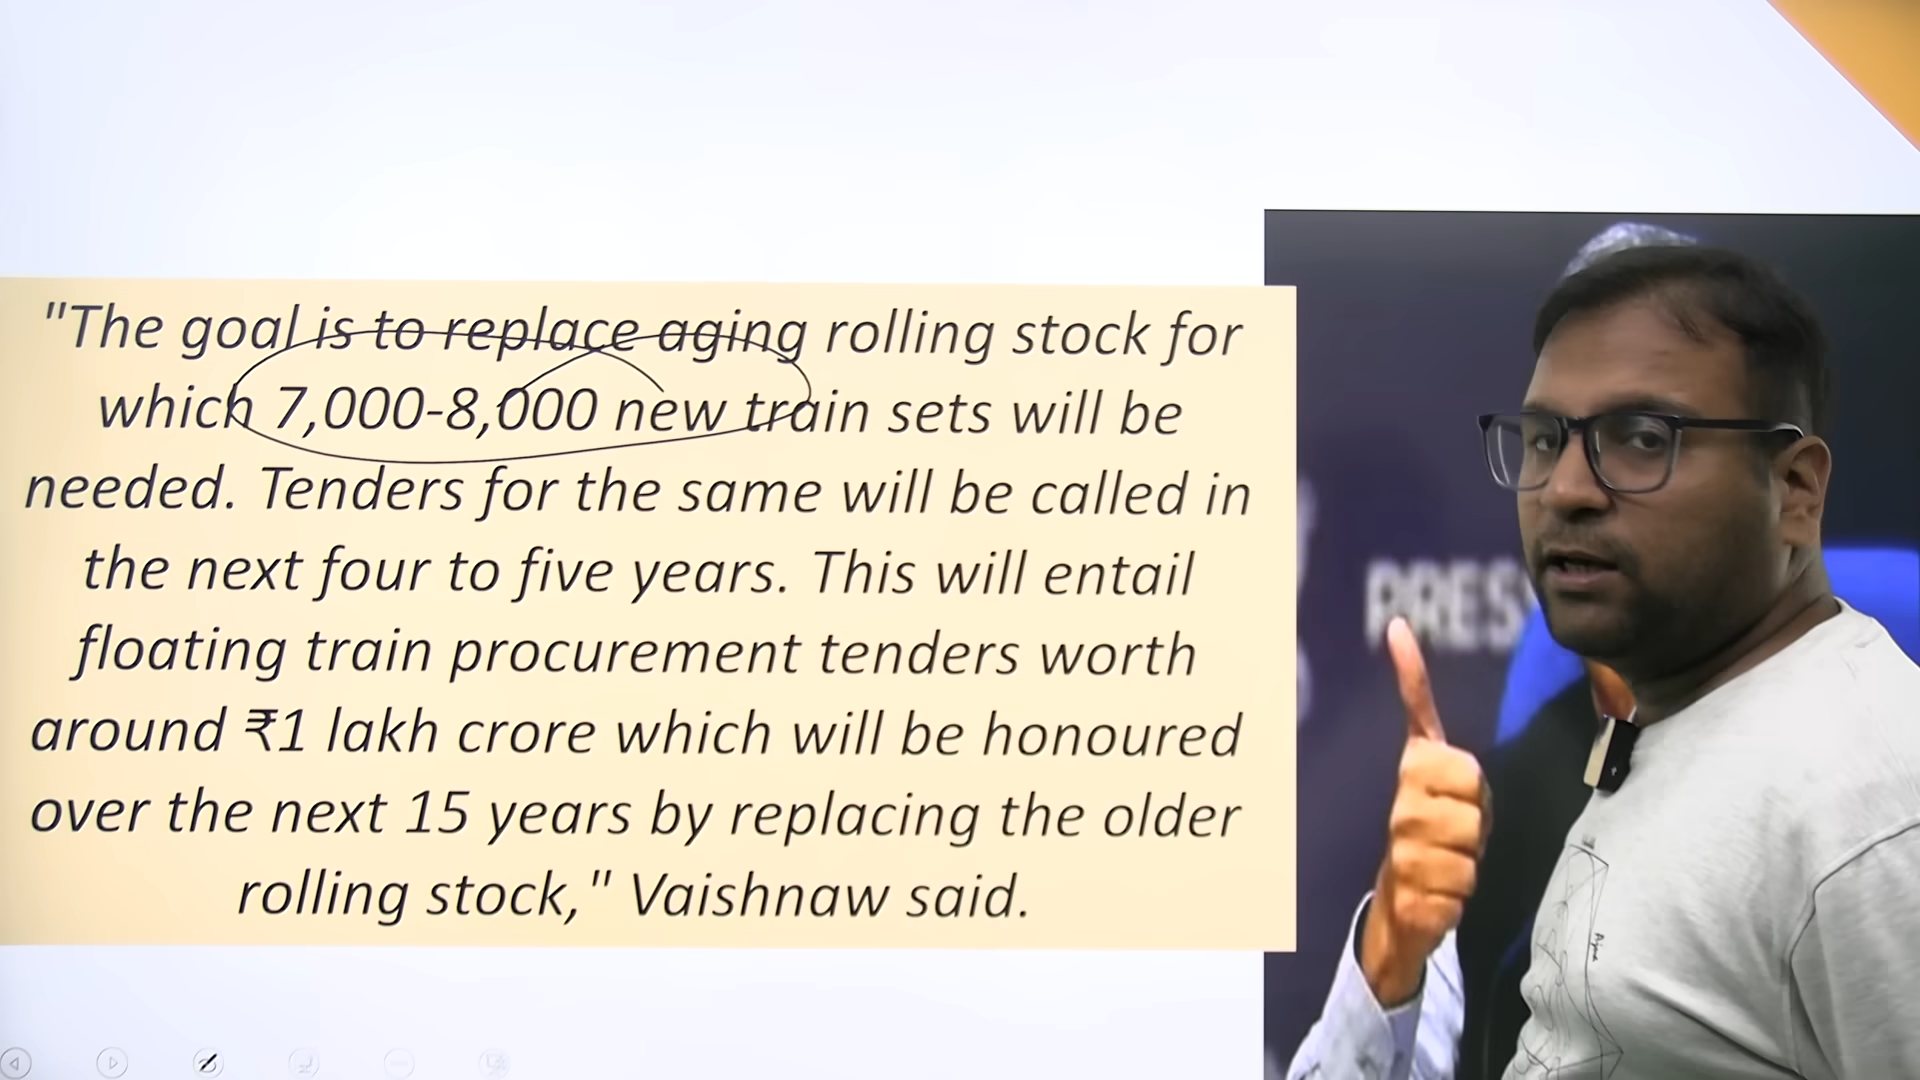 "The goal is to replace aging rolling stock for
which 7,000-8,000 new train sets will be
needed. Tenders for the same will be called in
the next four to five years. This will entail
floating train procurement tenders worth
around ₹1 lakh crore which will be honoured
over the next 15 years by replacing the older
rolling stock," Vaishnaw said.
PRESS